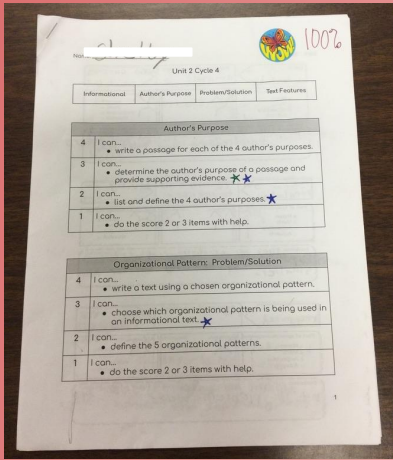 100%
Unit 2 Cycle 4
Informational
Author's Purpose
Problem/Solution
Text Features
Author's Purpose
4 I can...
• write a passage for each of the 4 author's purposes.
3 I can...
• determine the author's purpose of a passage and
provide supporting evidence.
2 I can...
• list and define the 4 author's purposes.
1 I can...
• do the score 2 or 3 items with help.
Organizational Pattern: Problem/Solution
4 I can...
• write a text using a chosen organizational pattern.
3 I can...
• choose which organizational pattern is being used in
an informational text.
2 I can...
• define the 5 organizational patterns.
1 I can...
• do the score 2 or 3 items with help.
1